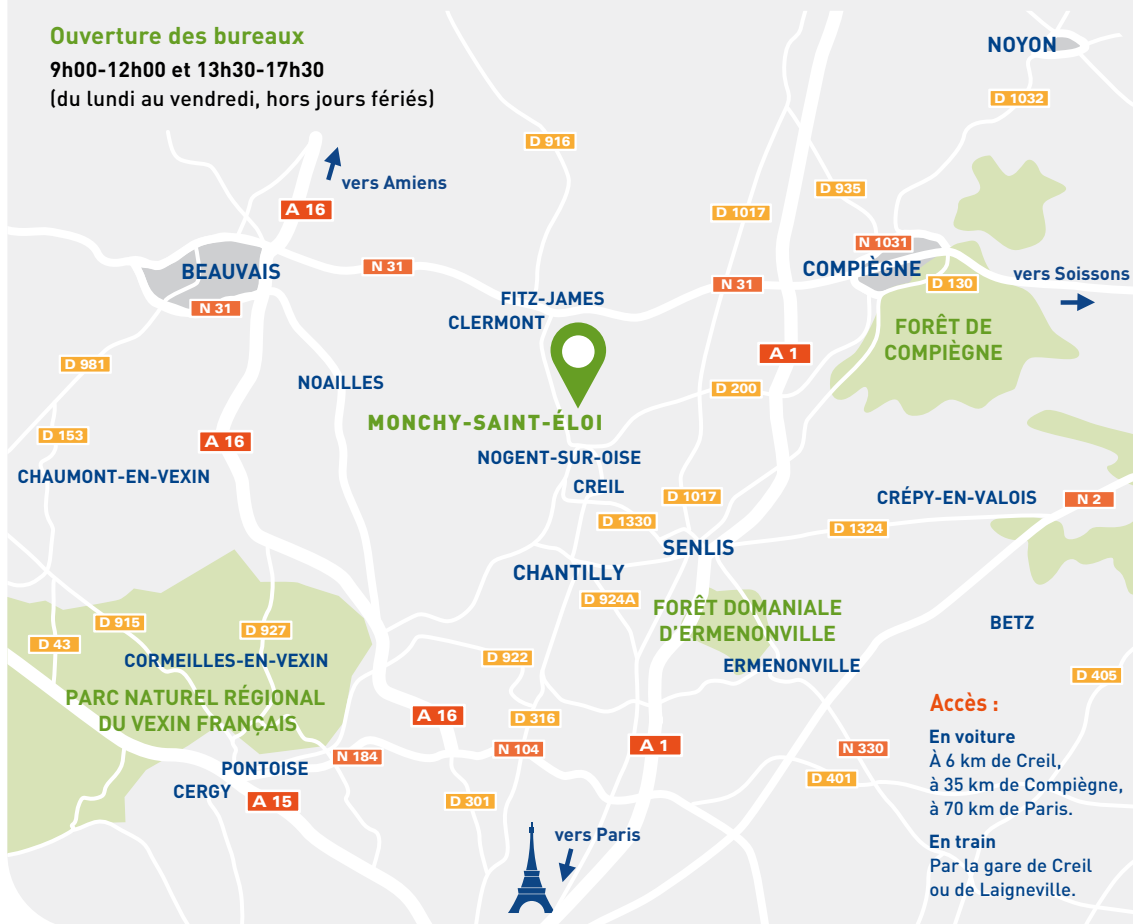 Ouverture des bureaux
9h00-12h00 et 13h30-17h30
(du lundi au vendredi, hors jours fériés)
NOYON
D 1032
D 916
vers Amiens
D 935
A 16
D 1017
N 1031
BEAUVAIS
N 31
COMPIÈGNE
vers Soissons
N 31
D 130
N 31
FITZ-JAMES
CLERMONT
FORÊT DE
COMPIÈGNE
A 1
D 981
NOAILLES
D 200
MONCHY-SAINT-ÉLOI
D 153
A 16
NOGENT-SUR-OISE
CHAUMONT-EN-VEXIN
CREIL
D 1017
CRÉPY-EN-VALOIS
N 2
D 1330
D 1324
SENLIS
CHANTILLY
D 924A
FORÊT DOMANIALE
D'ERMENONVILLE
D 915
D 927
BETZ
D 43
CORMEILLES-EN-VEXIN
D 922
ERMENONVILLE
D 405
PARC NATUREL RÉGIONAL
DU VEXIN FRANÇAIS
A 16
D 316
N 184
N 104
A 1
N 330
PONTOISE
D 401
CERGY
A 15
D 301
vers Paris
Accès :
En voiture
À 6 km de Creil,
à 35 km de Compiègne,
à 70 km de Paris.
En train
Par la gare de Creil
ou de Laigneville.